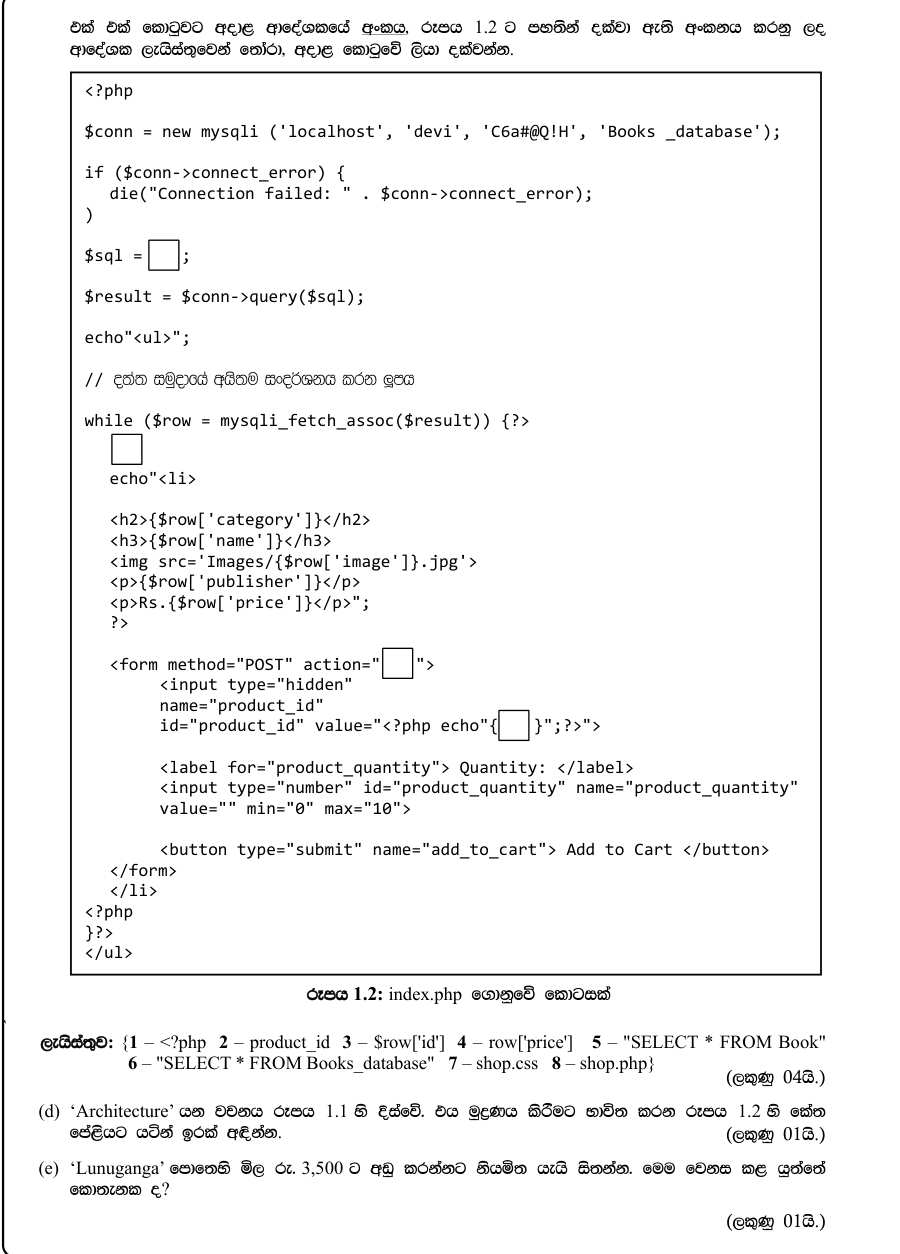 එක් එක් කොටුවට අදාළ ආදේශකයේ අංකය, රූපය 1.2 ට පහතින් දක්වා ඇති අංකනය කරනු ලද
ආදේශක ලැයිස්තුවෙන් තෝරා, අදාළ කොටුවේ ලියා දක්වන්න.
<?php
$conn = new mysqli ('localhost', 'devi', 'C6a#@Q!H', 'Books _database');
if ($conn->connect_error) {
die("Connection failed: " . $conn->connect_error);
)
$sql = ;
$result = $conn->query($sql);
echo"<ul>";
// දත්ත සමුදායේ අයිතම සංදර්ශනය කරන ලූපය
while ($row = mysqli_fetch_assoc($result)) {?>
echo"<li>
<h2>{$row['category']}</h2>
<h3>{$row['name']}</h3>
<img src='Images/{$row['image']}.jpg'>
<p>{$row['publisher']}</p>
<p>Rs.{$row['price']}</p>";
?>
<form method="POST" action=" ">
<input type="hidden"
name="product_id"
id="product_id" value="<?php echo"{ }";?>">
<label for="product_quantity"> Quantity: </label>
<input type="number" id="product_quantity" name="product_quantity"
value="" min="0" max="10">
<button type="submit" name="add_to_cart"> Add to Cart </button>
</form>
</li>
<?php
}?>
</ul>
රූපය 1.2: index.php ගොනුවේ කොටසක්
ලැයිස්තුව: {1 – <?php 2 – product_id 3 – $row['id'] 4 – row['price'] 5 – "SELECT * FROM Book"
6 – "SELECT * FROM Books_database" 7 – shop.css 8 – shop.php}
(ලකුණු 04යි.)
(d) ‘Architecture’ යන වචනය රූපය 1.1 හි දිස්වේ. එය මුද්‍රණය කිරීමට භාවිත කරන රූපය 1.2 හි කේත
පේළියට යටින් ඉරක් අඳින්න. (ලකුණු 01යි.)
(e) ‘Lunuganga’ පොතෙහි මිල රු. 3,500 ට අඩු කරන්නට නියමිත යැයි සිතන්න. මෙම වෙනස කළ යුත්තේ
කොතැනක ද?
(ලකුණු 01යි.)